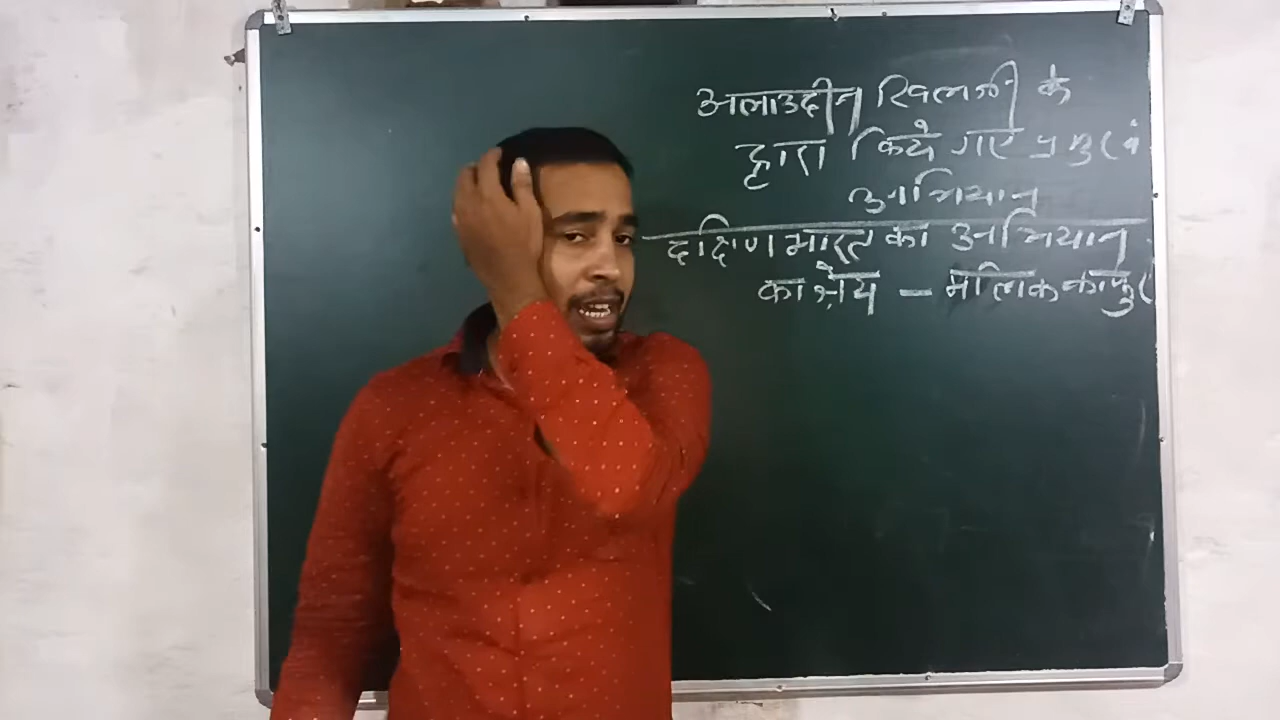 अलाउद्दीन खिलजी के
द्वारा किये गए प्रमुख
अभियान
दक्षिण भारत का अभियान
का श्रेय - मलिक काफुर